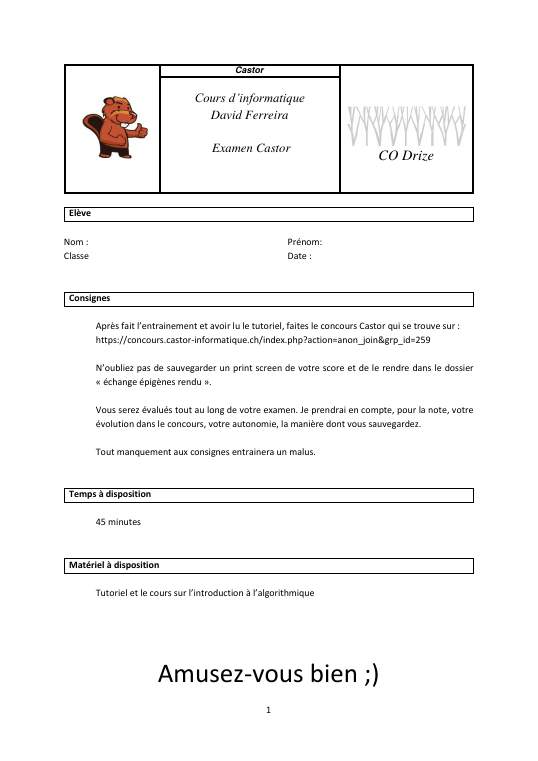 Castor
Cours d’informatique
David Ferreira
Examen Castor
CO Drize
Elève
Nom :
Prénom:
Classe
Date :
Consignes
Après fait l’entrainement et avoir lu le tutoriel, faites le concours Castor qui se trouve sur :
https://concours.castor-informatique.ch/index.php?action=anon_join&grp_id=259
N’oubliez pas de sauvegarder un print screen de votre score et de le rendre dans le dossier
« échange épigènes rendu ».
Vous serez évalués tout au long de votre examen. Je prendrai en compte, pour la note, votre
évolution dans le concours, votre autonomie, la manière dont vous sauvegardez.
Tout manquement aux consignes entrainera un malus.
Temps à disposition
45 minutes
Matériel à disposition
Tutoriel et le cours sur l’introduction à l’algorithmique
Amusez-vous bien ;)
1